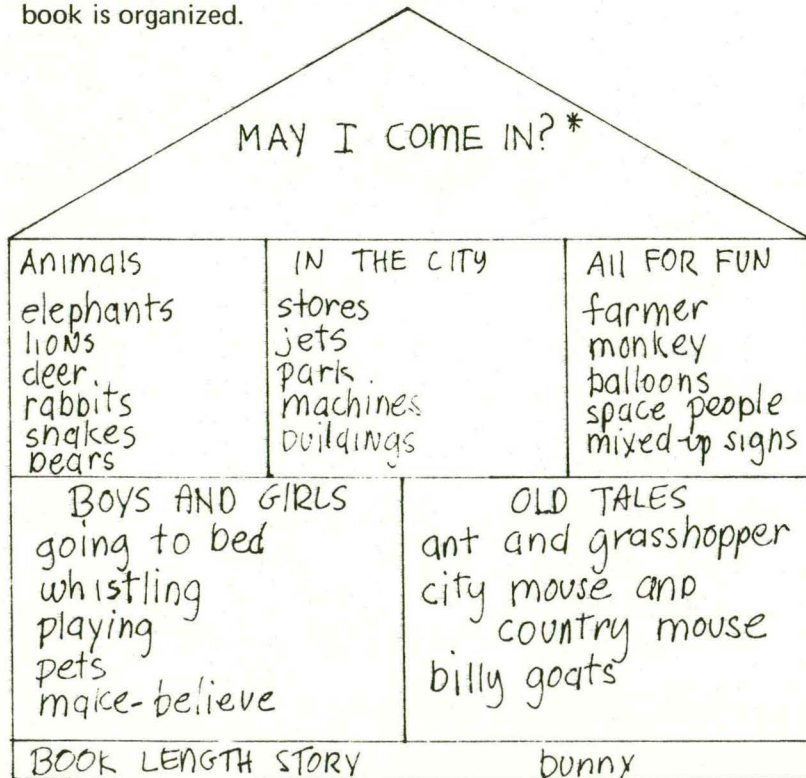 book is organized.
MAY I COME IN?*
Animals
elephants
lions
deer.
rabbits
snakes
bears
IN THE CITY
stores
jets
park.
machines
buildings
All FOR FUN
farmer
monkey
balloons
space people
mixed-up signs
BOYS AND GIRLS
going to bed
whistling
playing
pets
make-believe
OLD TALES
ant and grasshopper
city mouse and
country mouse
billy goats
BOOK LENGTH STORY bunny